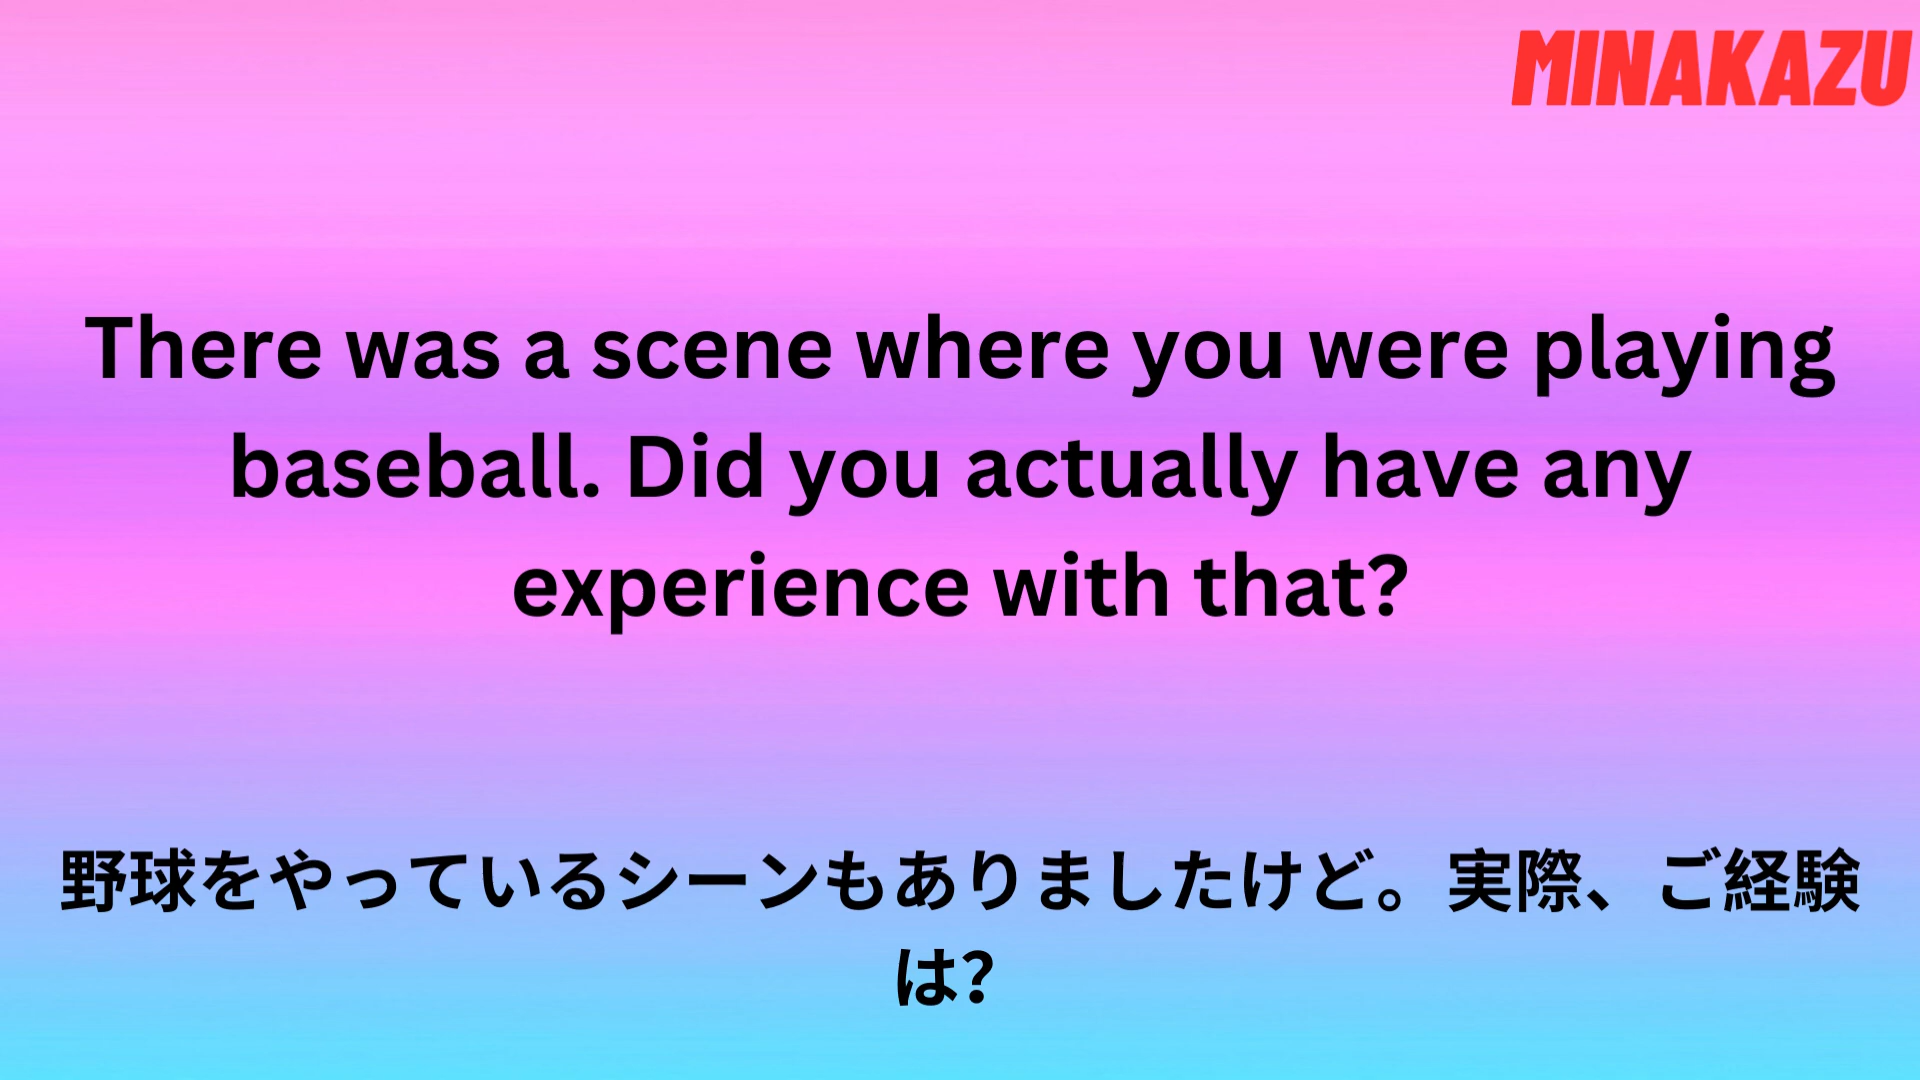 MINAKAZU
There was a scene where you were playing
baseball. Did you actually have any
experience with that?
野球をやっているシーンもありましたけど。実際、ご経験
は?